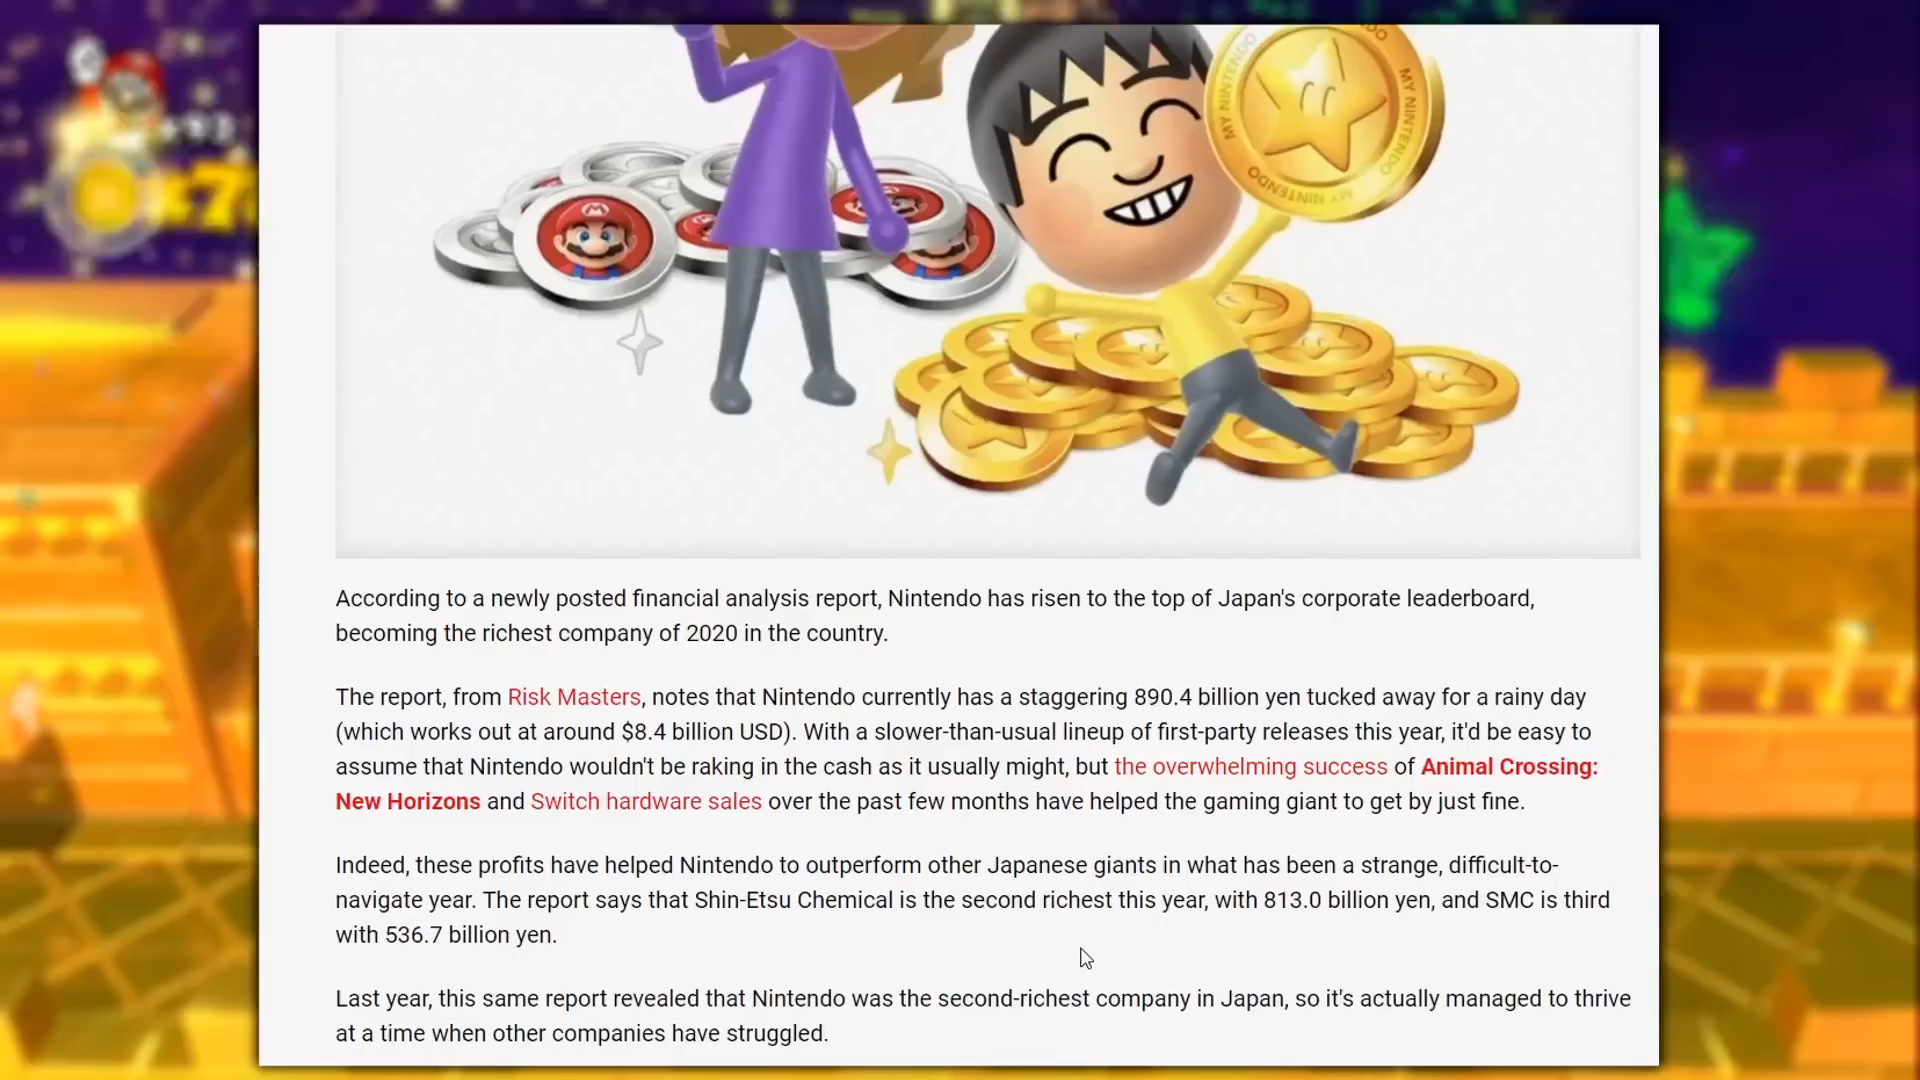 MY NINTENDO
MY NINTENDO
MY NINTENDO
+93
x7
According to a newly posted financial analysis report, Nintendo has risen to the top of Japan's corporate leaderboard,
becoming the richest company of 2020 in the country.
The report, from Risk Masters, notes that Nintendo currently has a staggering 890.4 billion yen tucked away for a rainy day
(which works out at around $8.4 billion USD). With a slower-than-usual lineup of first-party releases this year, it'd be easy to
assume that Nintendo wouldn't be raking in the cash as it usually might, but the overwhelming success of Animal Crossing:
New Horizons and Switch hardware sales over the past few months have helped the gaming giant to get by just fine.
Indeed, these profits have helped Nintendo to outperform other Japanese giants in what has been a strange, difficult-to-
navigate year. The report says that Shin-Etsu Chemical is the second richest this year, with 813.0 billion yen, and SMC is third
with 536.7 billion yen.
Last year, this same report revealed that Nintendo was the second-richest company in Japan, so it's actually managed to thrive
at a time when other companies have struggled.